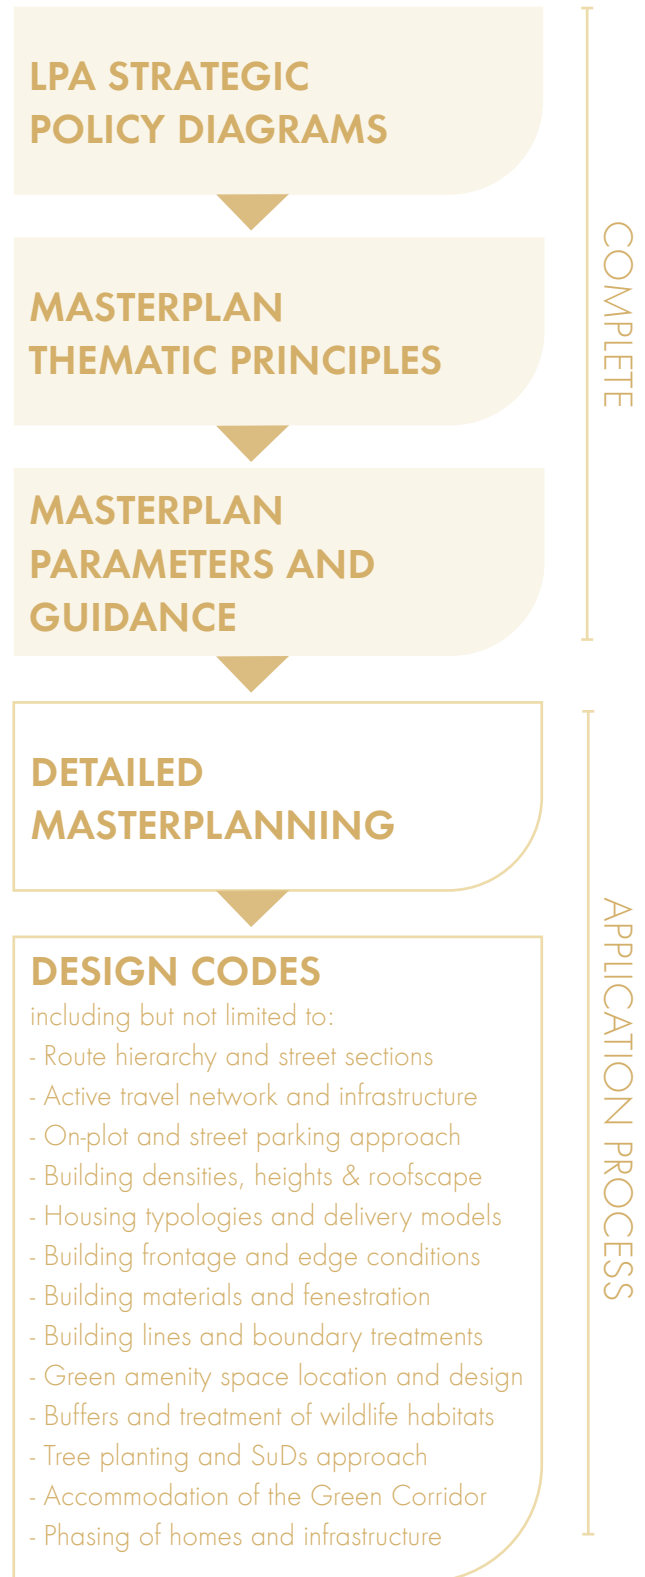 LPA STRATEGIC
POLICY DIAGRAMS
MASTERPLAN
THEMATIC PRINCIPLES
MASTERPLAN
PARAMETERS AND
GUIDANCE
COMPLETE
DETAILED
MASTERPLANNING
DESIGN CODES
including but not limited to:
- Route hierarchy and street sections
- Active travel network and infrastructure
- On-plot and street parking approach
- Building densities, heights & roofscape
- Housing typologies and delivery models
- Building frontage and edge conditions
- Building materials and fenestration
- Building lines and boundary treatments
- Green amenity space location and design
- Buffers and treatment of wildlife habitats
- Tree planting and SuDs approach
- Accommodation of the Green Corridor
- Phasing of homes and infrastructure
APPLICATION PROCESS